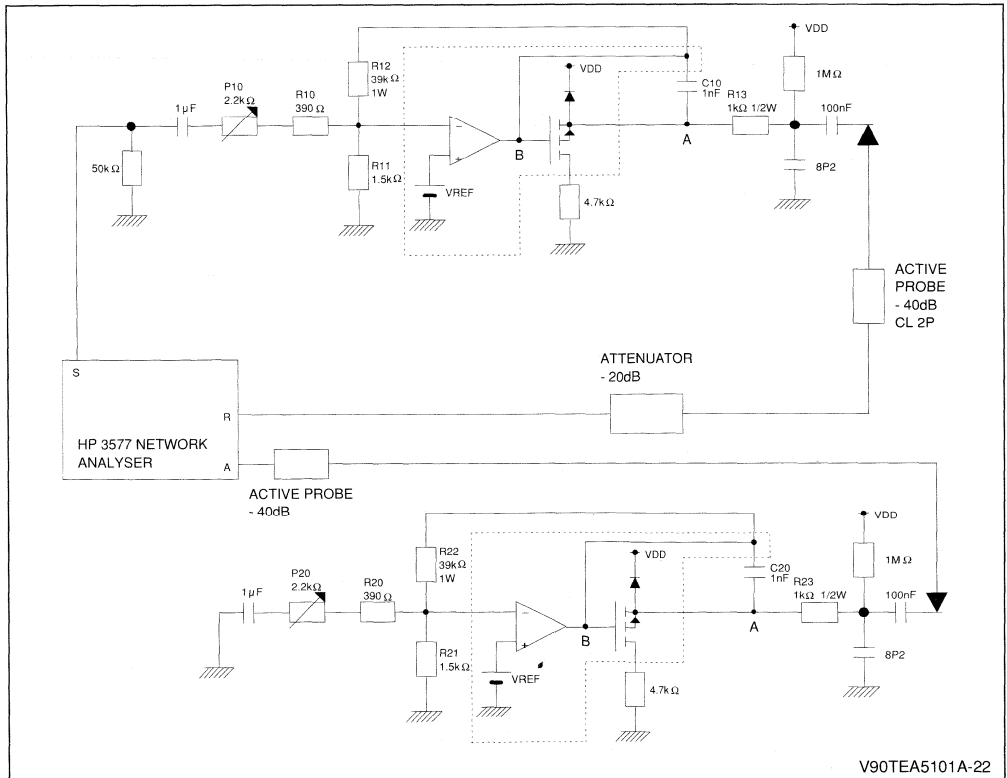 VDD
R12
39kΩ
1W
P10
2.2kΩ
R10
390Ω
1µF
VDD
C10
1nF
R13
1kΩ 1/2W
1MΩ
100nF
50kΩ
R11
1.5kΩ
−
+
VREF
B
A
4.7kΩ
8P2
ACTIVE
PROBE
- 40dB
CL 2P
ATTENUATOR
- 20dB
S
R
HP 3577 NETWORK
ANALYSER
A
ACTIVE PROBE
- 40dB
VDD
R22
39kΩ
1W
P20
2.2kΩ
R20
390Ω
1µF
VDD
C20
1nF
R23
1kΩ 1/2W
1MΩ
100nF
R21
1.5kΩ
−
+
VREF
B
A
4.7kΩ
8P2
V90TEA5101A-22